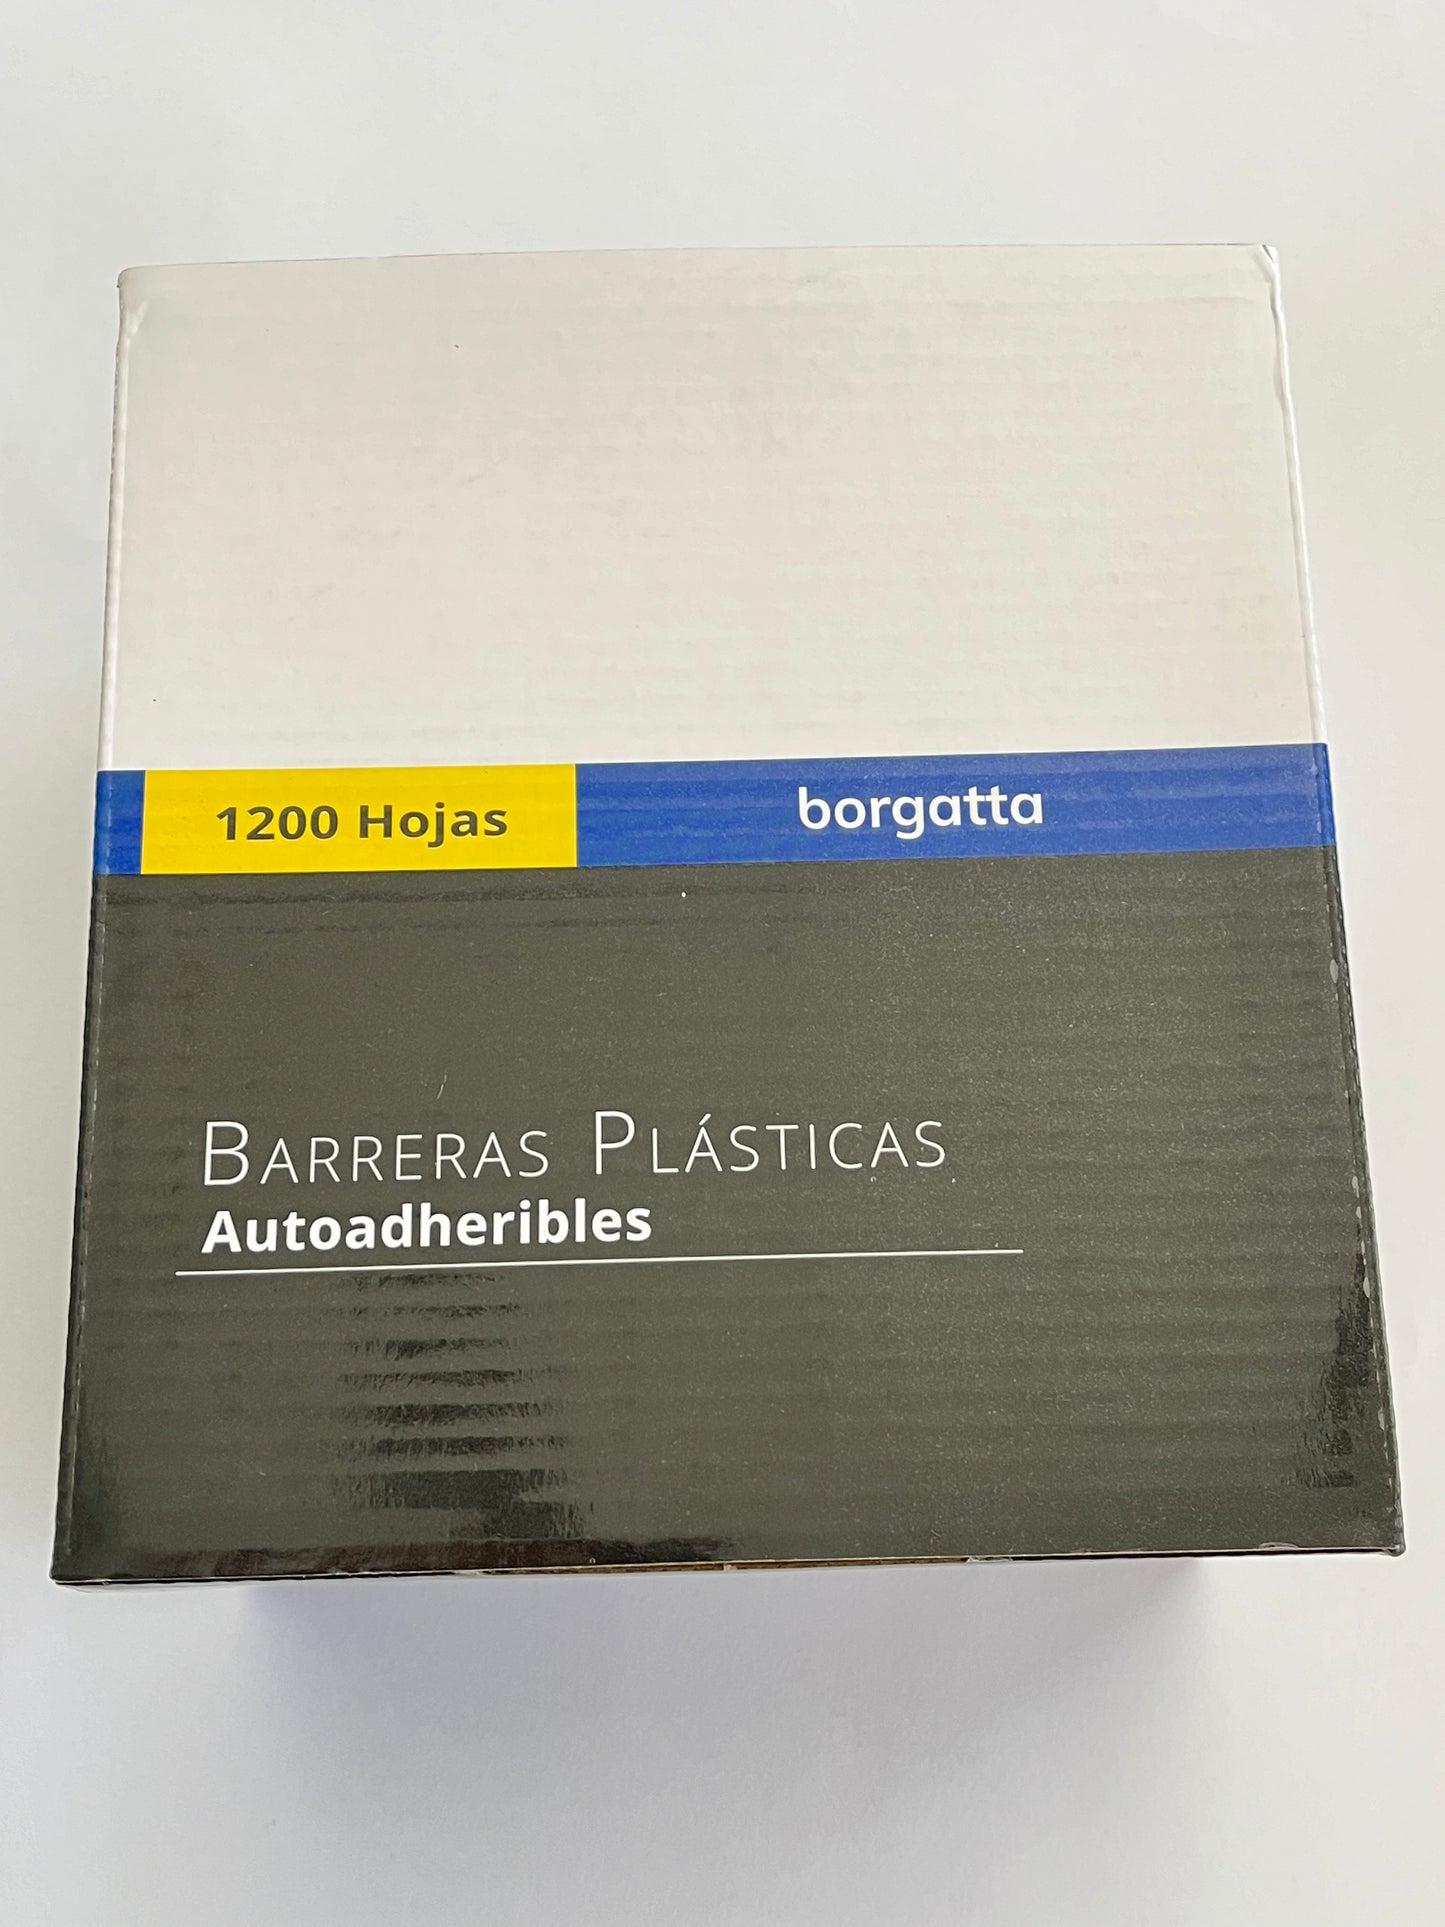 1200 Hojas
borgatta
BARRERAS PLÁSTICAS
Autoadheribles